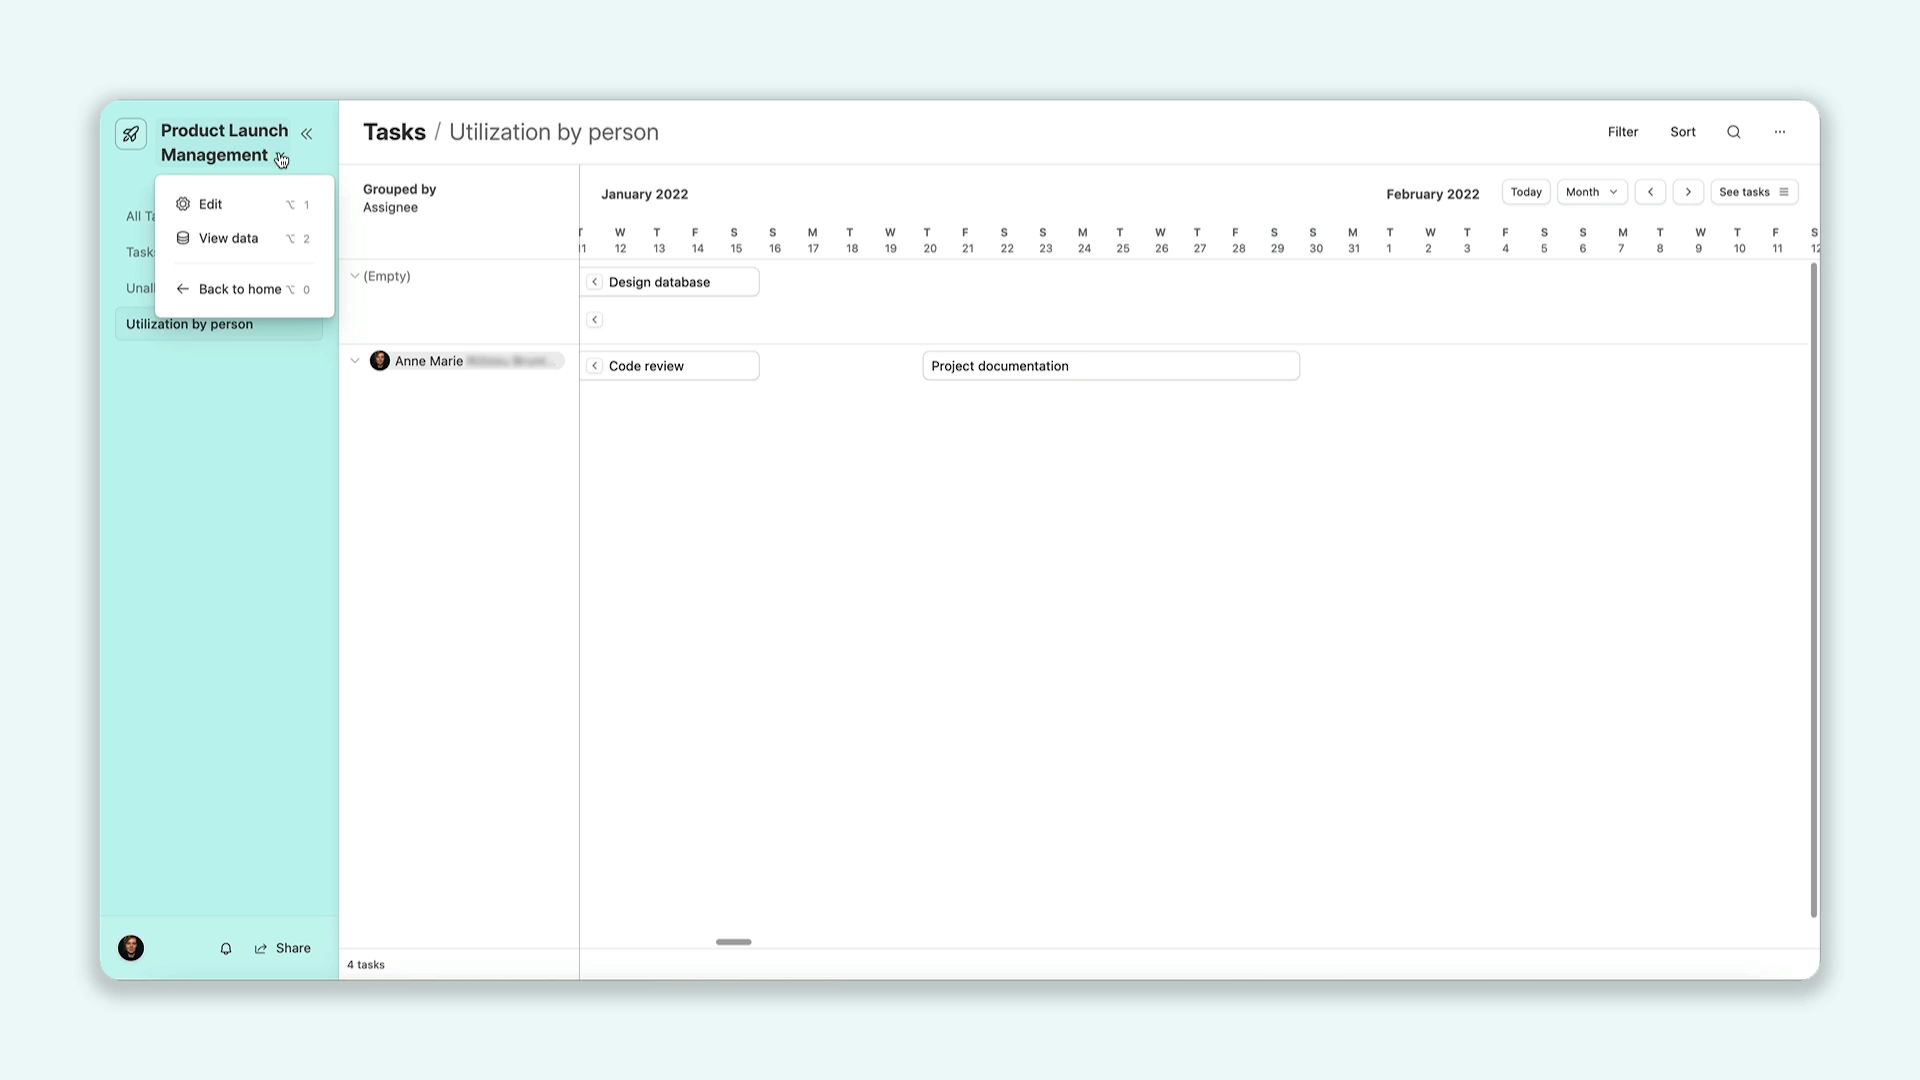 Product Launch
Management
Edit ⌥ 1
View data ⌥ 2
Back to home ⌥ 0
All Ta
Tasks
Unall
Utilization by person
Share
Tasks / Utilization by person
Filter
Sort
Grouped by
Assignee
January 2022
February 2022
Today
Month
See tasks
T W T F S S M T W T F S S M T W T F S S M T W T F S S M T W T F S
11 12 13 14 15 16 17 18 19 20 21 22 23 24 25 26 27 28 29 30 31 1 2 3 4 5 6 7 8 9 10 11 12
(Empty)
Design database
Anne Marie
Code review
Project documentation
4 tasks